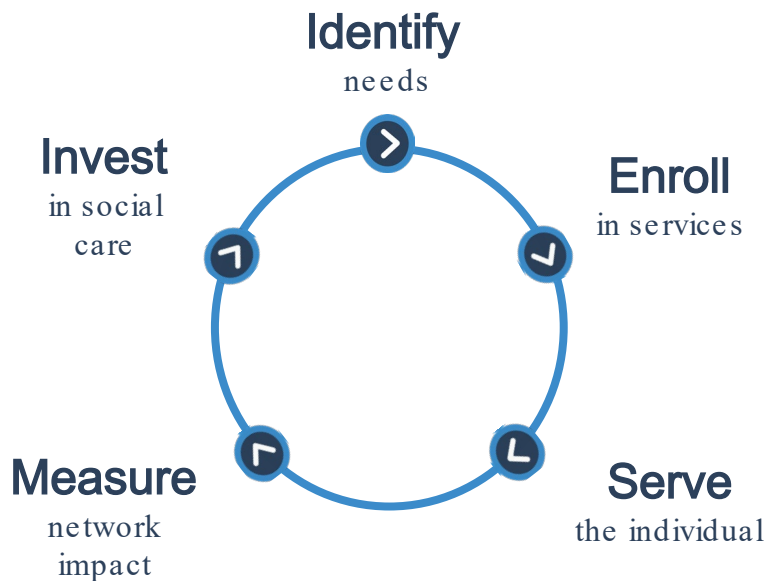 Identify
needs
Enroll
in services
Serve
the individual
Measure
network
impact
Invest
in social
care